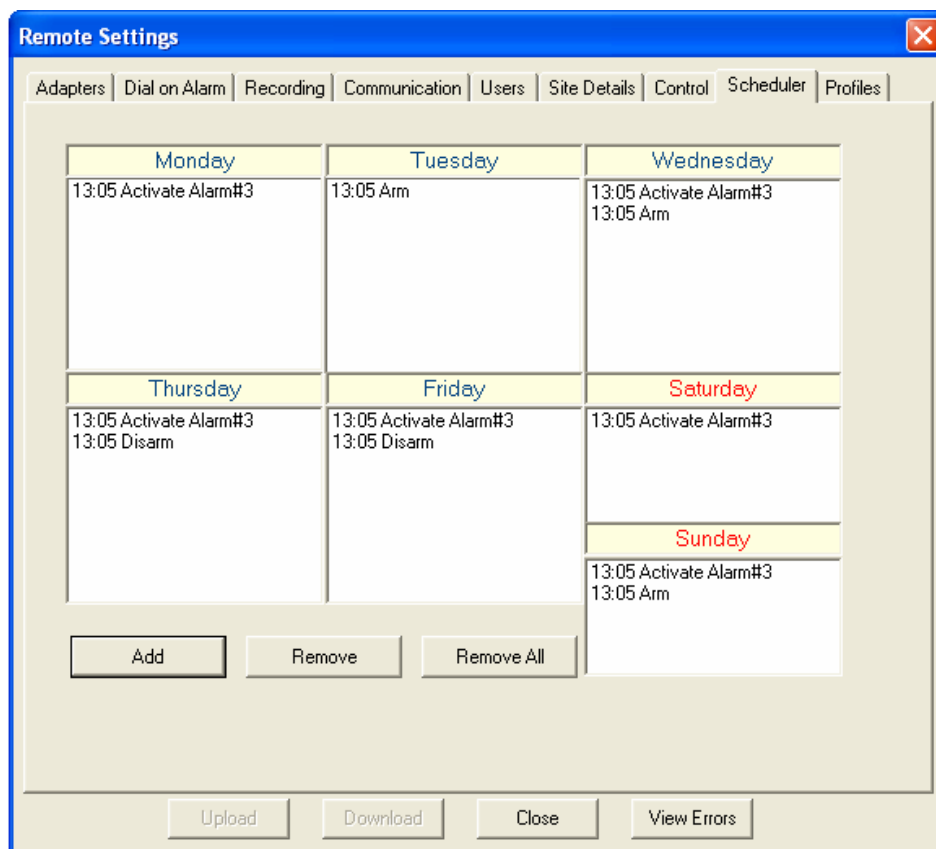 Remote Settings
Adapters Dial on Alarm Recording Communication Users Site Details Control Scheduler Profiles
Monday
13:05 Activate Alarm#3
Tuesday
13:05 Arm
Wednesday
13:05 Activate Alarm#3
13:05 Arm
Thursday
13:05 Activate Alarm#3
13:05 Disarm
Friday
13:05 Activate Alarm#3
13:05 Disarm
Saturday
13:05 Activate Alarm#3
Sunday
13:05 Activate Alarm#3
13:05 Arm
Add Remove Remove All
Upload Download Close View Errors